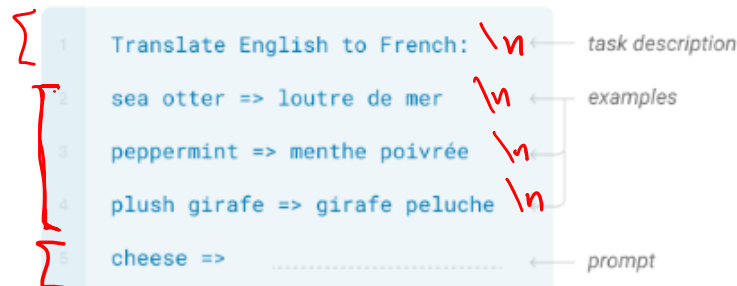 1 Translate English to French: \n task description
2 sea otter => loutre de mer \n examples
3 peppermint => menthe poivrée \n
4 plush girafe => girafe peluche \n
5 cheese => prompt